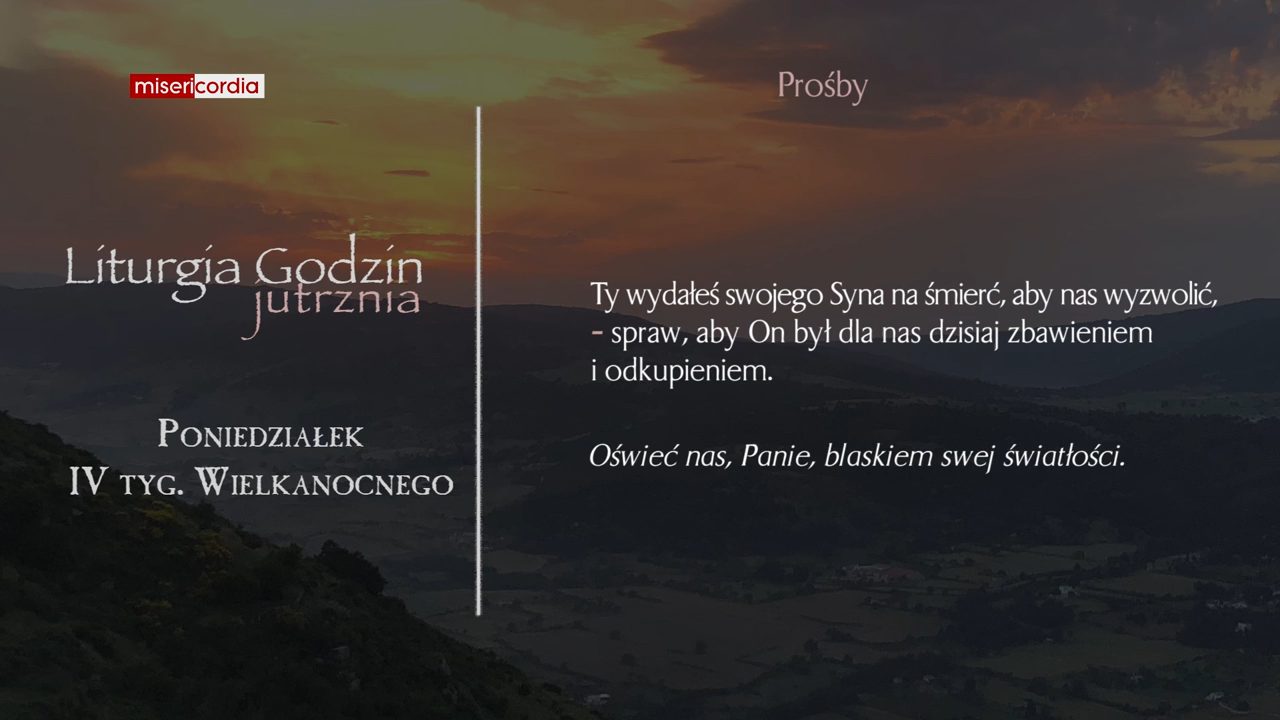 misericordia
Liturgia Godzin
jutrznia
Poniedziałek
IV tyg. Wielkanocnego
Prośby
Ty wydałeś swojego Syna na śmierć, aby nas wyzwolić,
- spraw, aby On był dla nas dzisiaj zbawieniem
i odkupieniem.
Oświeć nas, Panie, blaskiem swej światłości.